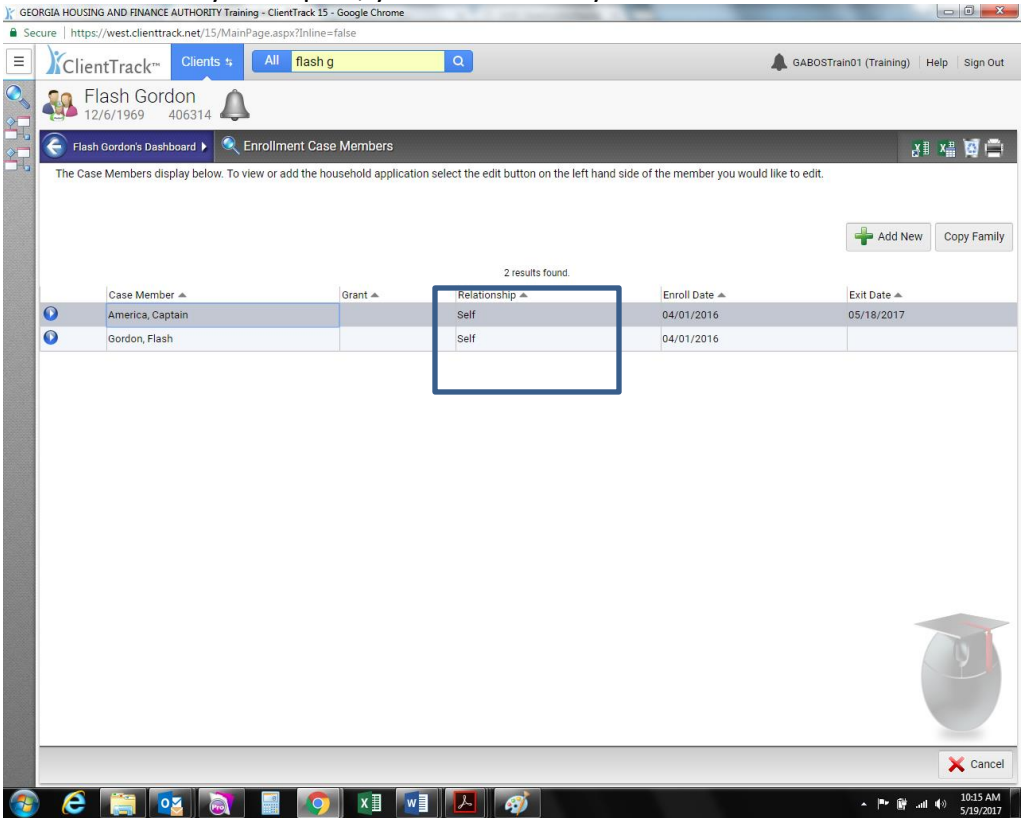 GEORGIA HOUSING AND FINANCE AUTHORITY Training - ClientTrack 15 - Google Chrome
Secure | https://west.clienttrack.net/15/MainPage.aspx?Inline=false
ClientTrack™ Clients All flash g GABOSTrain01 (Training) Help Sign Out
Flash Gordon
12/6/1969 406314
Flash Gordon's Dashboard Enrollment Case Members
The Case Members display below. To view or add the household application select the edit button on the left hand side of the member you would like to edit.
Add New Copy Family
2 results found.
Case Member Grant Relationship Enroll Date Exit Date
America, Captain Self 04/01/2016 05/18/2017
Gordon, Flash Self 04/01/2016
Cancel
10:15 AM
5/19/2017